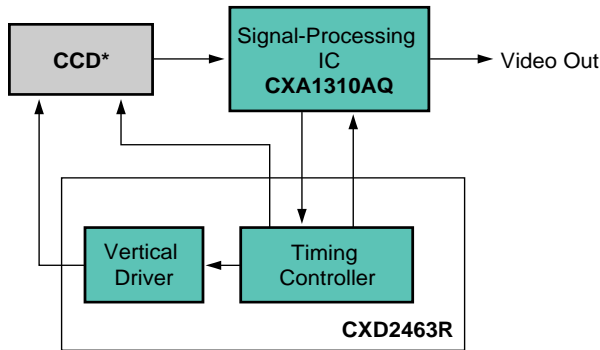 CCD*
Signal-Processing
IC
CXA1310AQ
Video Out
Vertical
Driver
Timing
Controller
CXD2463R